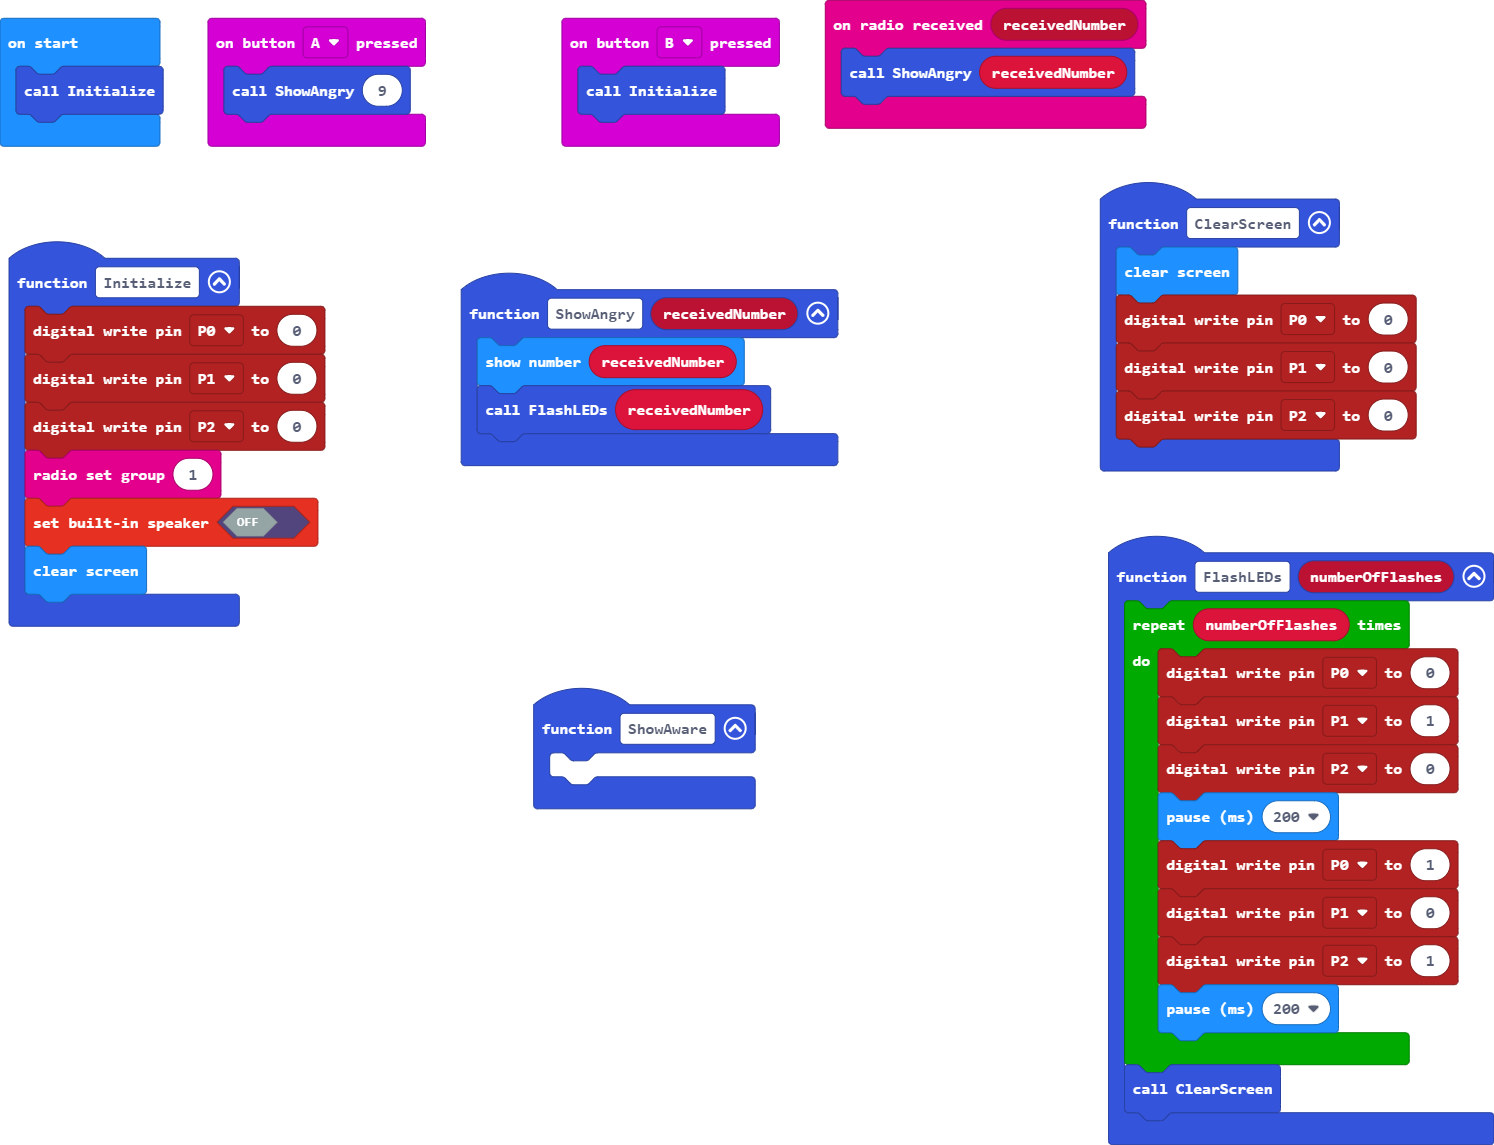 on start
call Initialize
on button A pressed
call ShowAngry 9
on button B pressed
call Initialize
on radio received receivedNumber
call ShowAngry receivedNumber
function Initialize
digital write pin P0 to 0
digital write pin P1 to 0
digital write pin P2 to 0
radio set group 1
set built-in speaker OFF
clear screen
function ShowAngry receivedNumber
show number receivedNumber
call FlashLEDs receivedNumber
function ClearScreen
clear screen
digital write pin P0 to 0
digital write pin P1 to 0
digital write pin P2 to 0
function ShowAware
function FlashLEDs numberOfFlashes
repeat numberOfFlashes times
do
digital write pin P0 to 0
digital write pin P1 to 1
digital write pin P2 to 0
pause (ms) 200
digital write pin P0 to 1
digital write pin P1 to 0
digital write pin P2 to 1
pause (ms) 200
call ClearScreen